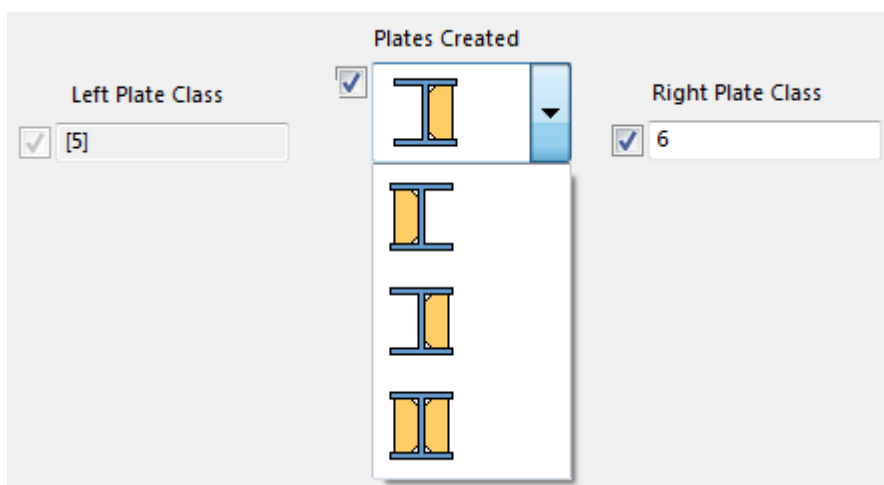 Plates Created
Left Plate Class
Right Plate Class
[5]
6